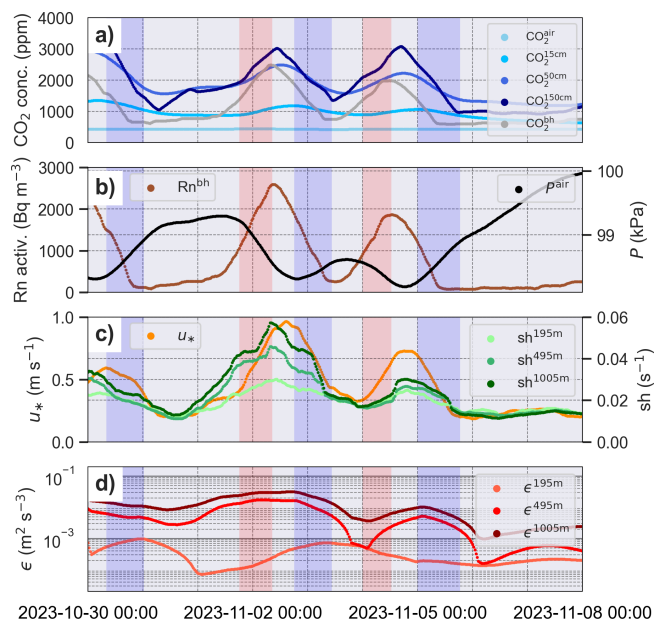 a)
CO₂ conc. (ppm)
4000
3000
2000
1000
0
CO₂ᵃⁱʳ
CO₂¹⁵ᶜᵐ
CO₂⁵⁰ᶜᵐ
CO₂¹⁵⁰ᶜᵐ
CO₂ᵇʰ
b)
Rn activ. (Bq m⁻³)
3000
2000
1000
0
Rnᵇʰ
Pᵃⁱʳ
100
99
98
P (kPa)
c)
u* (m s⁻¹)
1.0
0.5
0.0
u*
sh¹⁹⁵ᵐ
sh⁴⁹⁵ᵐ
sh¹⁰⁰⁵ᵐ
0.06
0.04
0.02
0.00
sh (s⁻¹)
d)
ϵ (m² s⁻³)
10⁻¹
10⁻³
ϵ¹⁹⁵ᵐ
ϵ⁴⁹⁵ᵐ
ϵ¹⁰⁰⁵ᵐ
2023-10-30 00:00 2023-11-02 00:00 2023-11-05 00:00 2023-11-08 00:00